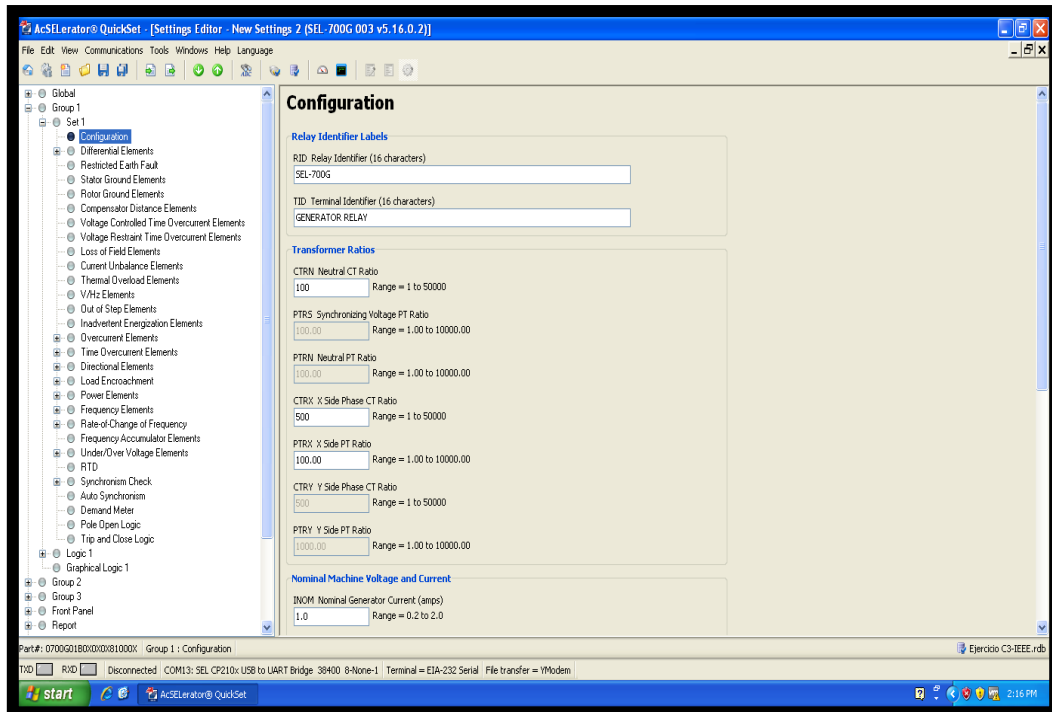 AcSELerator® QuickSet - [Settings Editor - New Settings 2 (SEL-700G 003 v5.16.0.2)]
File Edit View Communications Tools Windows Help Language
Global
Group 1
Set 1
Configuration
Differential Elements
Restricted Earth Fault
Stator Ground Elements
Rotor Ground Elements
Compensator Distance Elements
Voltage Controlled Time Overcurrent Elements
Voltage Restraint Time Overcurrent Elements
Loss of Field Elements
Current Unbalance Elements
Thermal Overload Elements
V/Hz Elements
Out of Step Elements
Inadvertent Energization Elements
Overcurrent Elements
Time Overcurrent Elements
Directional Elements
Load Encroachment
Power Elements
Frequency Elements
Rate-of-Change of Frequency
Frequency Accumulator Elements
Under/Over Voltage Elements
RTD
Synchronism Check
Auto Synchronism
Demand Meter
Pole Open Logic
Trip and Close Logic
Logic 1
Graphical Logic 1
Group 2
Group 3
Front Panel
Report
Configuration
Relay Identifier Labels
RID Relay Identifier (16 characters)
SEL-700G
TID Terminal Identifier (16 characters)
GENERATOR RELAY
Transformer Ratios
CTRN Neutral CT Ratio
100 Range = 1 to 50000
PTRS Synchronizing Voltage PT Ratio
100.00 Range = 1.00 to 10000.00
PTRN Neutral PT Ratio
100.00 Range = 1.00 to 10000.00
CTRX X Side Phase CT Ratio
500 Range = 1 to 50000
PTRX X Side PT Ratio
100.00 Range = 1.00 to 10000.00
CTRY Y Side Phase CT Ratio
500 Range = 1 to 50000
PTRY Y Side PT Ratio
1000.00 Range = 1.00 to 10000.00
Nominal Machine Voltage and Current
INOM Nominal Generator Current (amps)
1.0 Range = 0.2 to 2.0
Part#: 0700G01B0X0X0X81000X Group 1 : Configuration Ejercicio C3-IEEE.rdb
TXD RXD Disconnected COM13: SEL CP210x USB to UART Bridge 38400 8-None-1 Terminal = EIA-232 Serial File transfer = YModem
start AcSELerator® QuickSet 2:16 PM